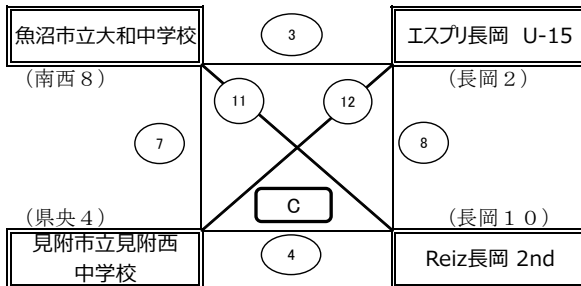 魚沼市立大和中学校
3
エスプリ長岡 U-15
(南西８)
(長岡２)
11
12
7
8
(県央４)
C
(長岡１０)
見附市立見附西
中学校
4
Reiz長岡 2nd